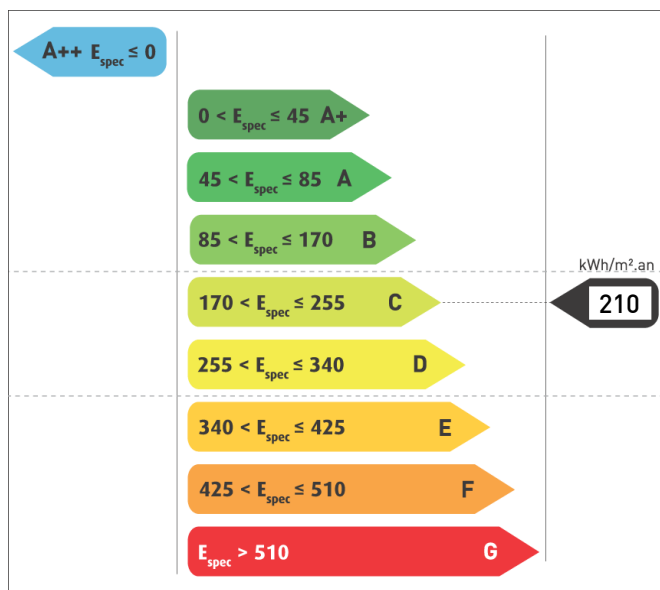 A++ Espec ≤ 0
0 < Espec ≤ 45 A+
45 < Espec ≤ 85 A
85 < Espec ≤ 170 B
kWh/m².an
170 < Espec ≤ 255 C
210
255 < Espec ≤ 340 D
340 < Espec ≤ 425 E
425 < Espec ≤ 510 F
Espec > 510 G